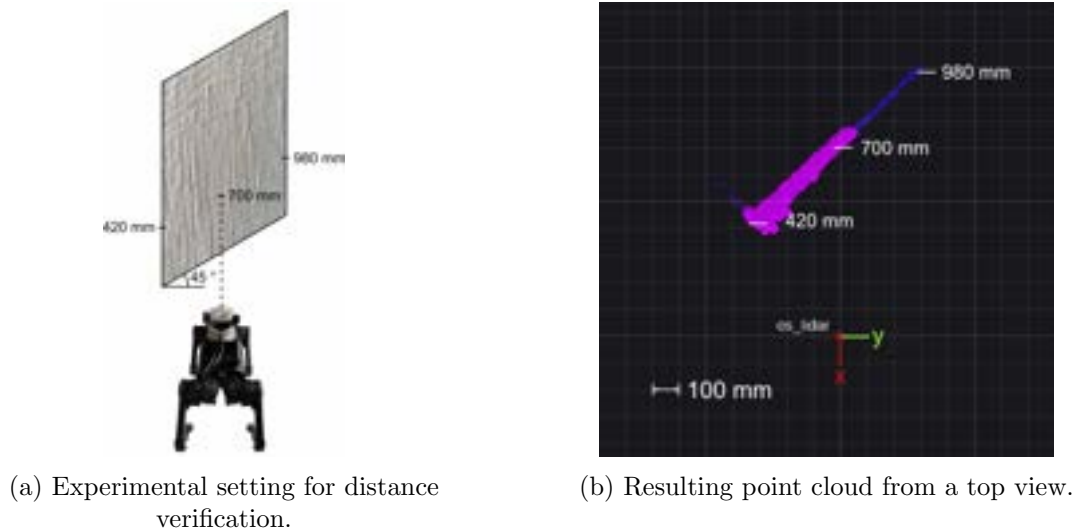 980 mm
700 mm
420 mm
45 °
(a) Experimental setting for distance
verification.
980 mm
700 mm
420 mm
os_lidar
y
x
100 mm
(b) Resulting point cloud from a top view.